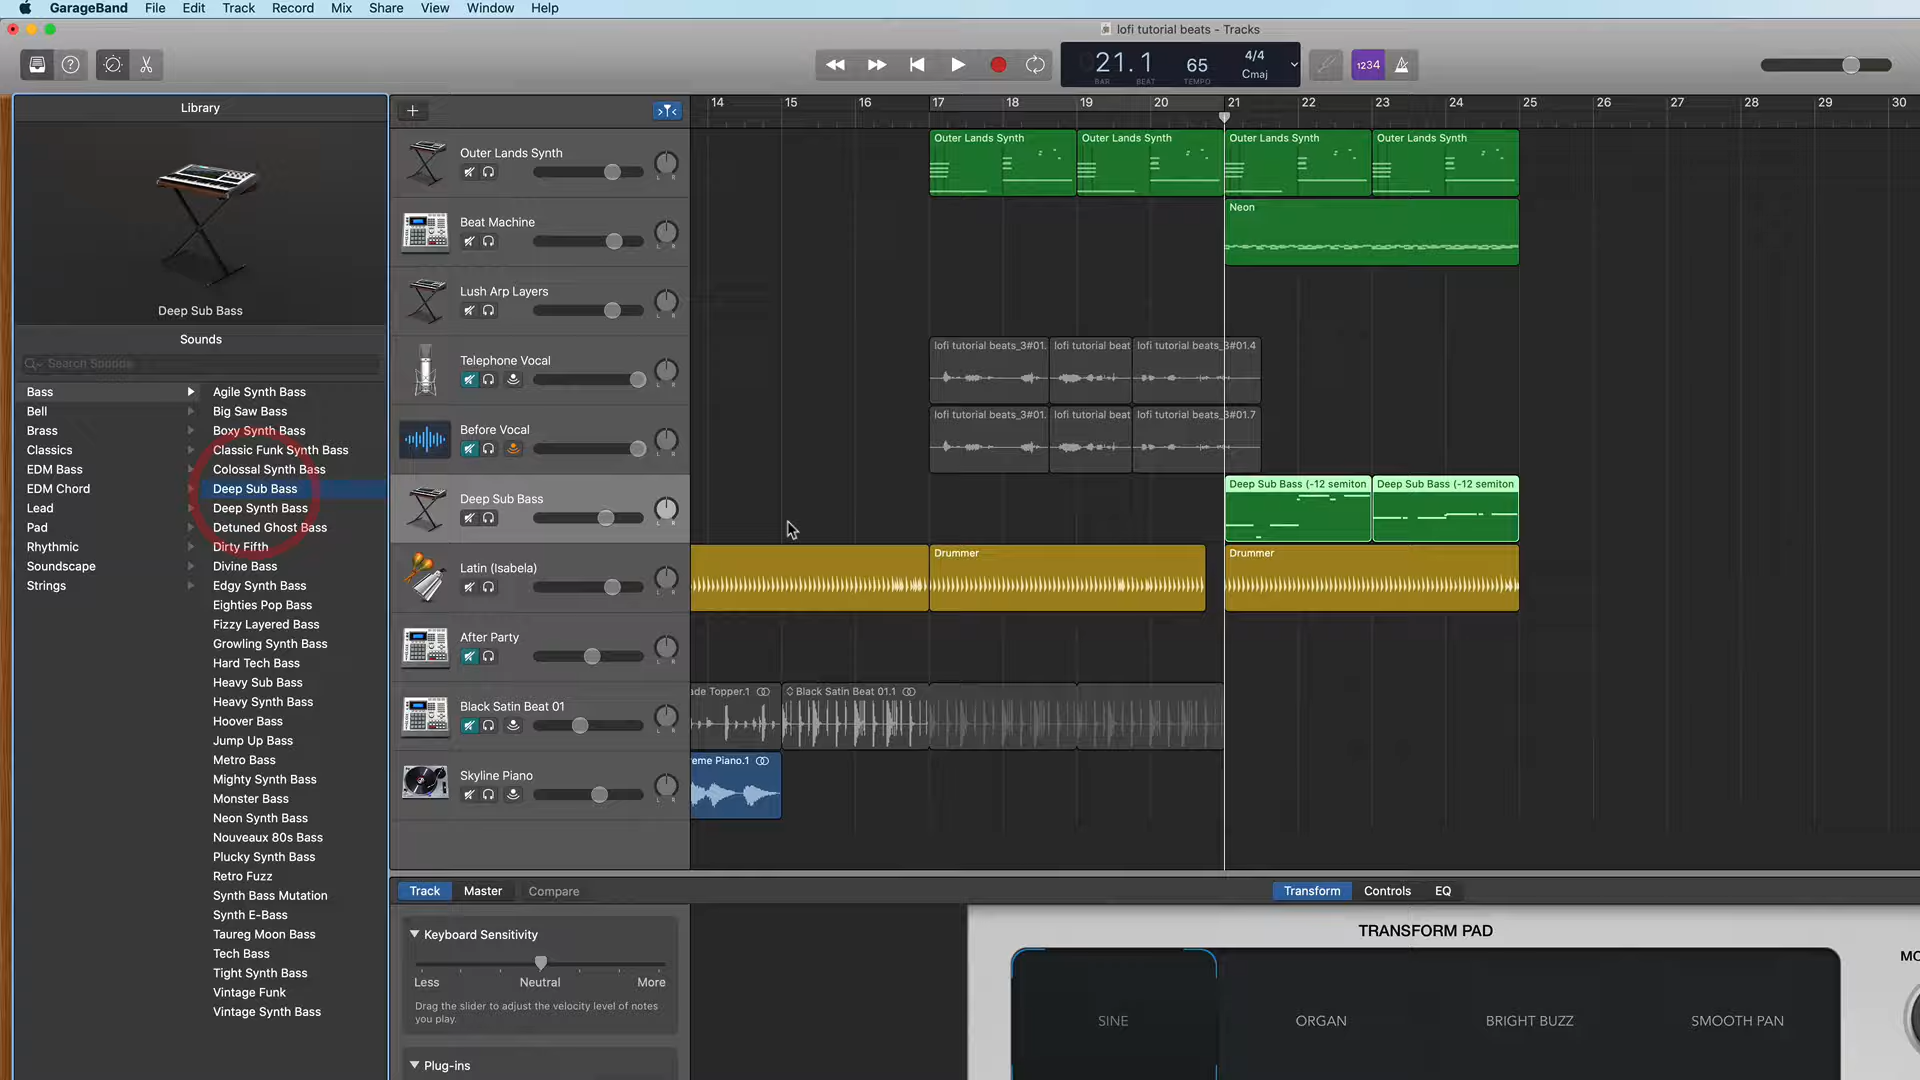 GarageBand File Edit Track Record Mix Share View Window Help
lofi tutorial beats - Tracks
21.1 65 4/4
BAR BEAT TEMPO Cmaj
1234
Library
Deep Sub Bass
Sounds
Search Sounds
Bass
Bell
Brass
Classics
EDM Bass
EDM Chord
Lead
Pad
Rhythmic
Soundscape
Strings
Agile Synth Bass
Big Saw Bass
Boxy Synth Bass
Classic Funk Synth Bass
Colossal Synth Bass
Deep Sub Bass
Deep Synth Bass
Detuned Ghost Bass
Dirty Fifth
Divine Bass
Edgy Synth Bass
Eighties Pop Bass
Fizzy Layered Bass
Growling Synth Bass
Hard Tech Bass
Heavy Sub Bass
Heavy Synth Bass
Hoover Bass
Jump Up Bass
Metro Bass
Mighty Synth Bass
Monster Bass
Neon Synth Bass
Nouveaux 80s Bass
Plucky Synth Bass
Retro Fuzz
Synth Bass Mutation
Synth E-Bass
Taureg Moon Bass
Tech Bass
Tight Synth Bass
Vintage Funk
Vintage Synth Bass
14 15 16 17 18 19 20 21 22 23 24 25 26 27 28 29 30
Outer Lands Synth
L R
Outer Lands Synth Outer Lands Synth Outer Lands Synth Outer Lands Synth
Beat Machine
L R
Neon
Lush Arp Layers
L R
Telephone Vocal
L R
lofi tutorial beats_3#01. lofi tutorial beat lofi tutorial beats_3#01.4
Before Vocal
L R
lofi tutorial beats_3#01. lofi tutorial beat lofi tutorial beats_3#01.7
Deep Sub Bass
L R
Deep Sub Bass (-12 semiton Deep Sub Bass (-12 semiton
Latin (Isabela)
L R
Drummer Drummer
After Party
L R
Black Satin Beat 01
L R
ade Topper.1 Black Satin Beat 01.1
Skyline Piano
L R
eme Piano.1
Track Master Compare
Transform Controls EQ
Keyboard Sensitivity
Less Neutral More
Drag the slider to adjust the velocity level of notes
you play.
Plug-ins
TRANSFORM PAD
MO
SINE ORGAN BRIGHT BUZZ SMOOTH PAN